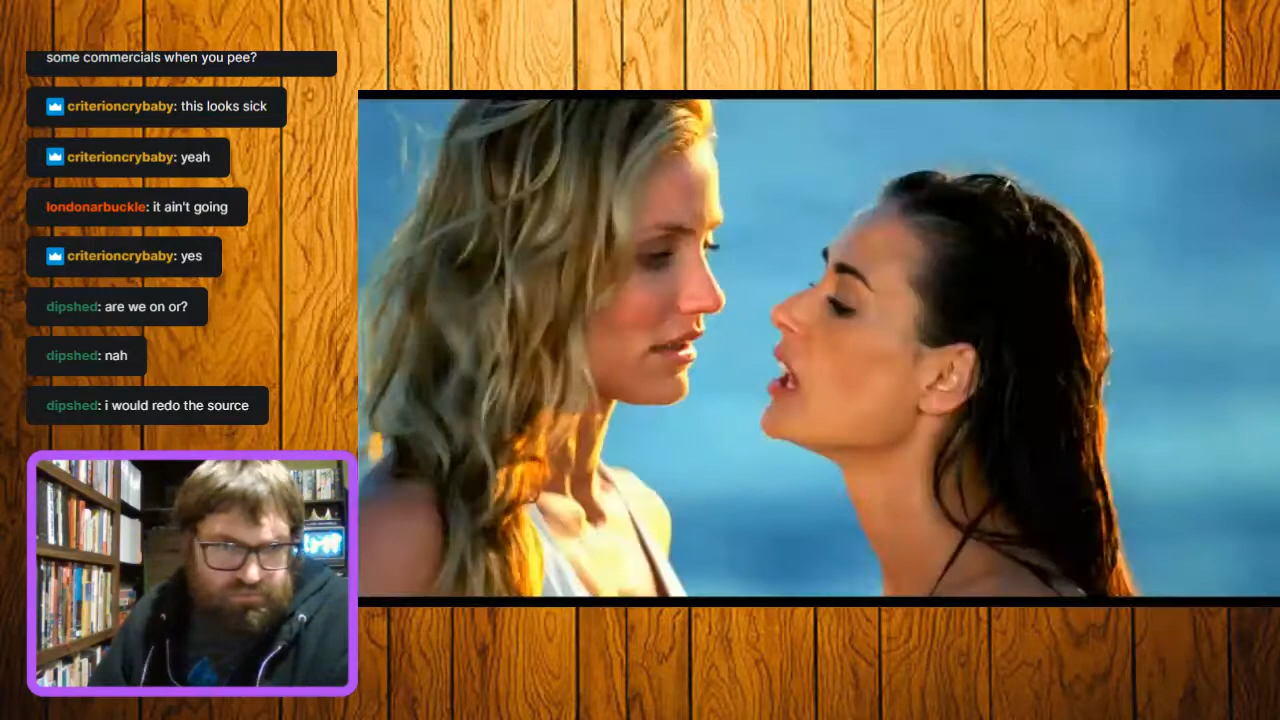 some commercials when you pee?
criterioncrybaby: this looks sick
criterioncrybaby: yeah
londonarbuckle: it ain't going
criterioncrybaby: yes
dipshed: are we on or?
dipshed: nah
dipshed: i would redo the source